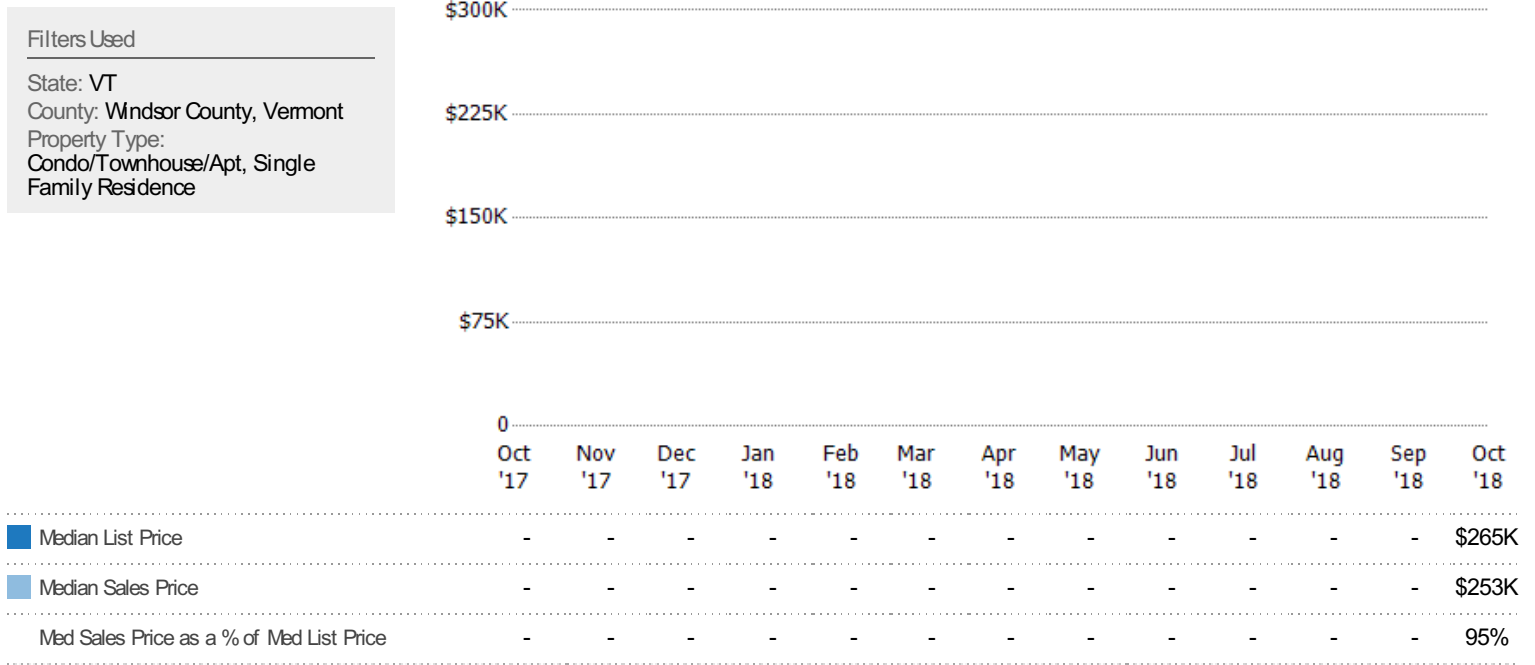 Filters Used
State: VT
County: Windsor County, Vermont
Property Type:
Condo/Townhouse/Apt, Single
Family Residence
$300K
$225K
$150K
$75K
0
Oct Nov Dec Jan Feb Mar Apr May Jun Jul Aug Sep Oct
'17 '17 '17 '18 '18 '18 '18 '18 '18 '18 '18 '18 '18
Median List Price - - - - - - - - - - - - $265K
Median Sales Price - - - - - - - - - - - - $253K
Med Sales Price as a % of Med List Price - - - - - - - - - - - - 95%